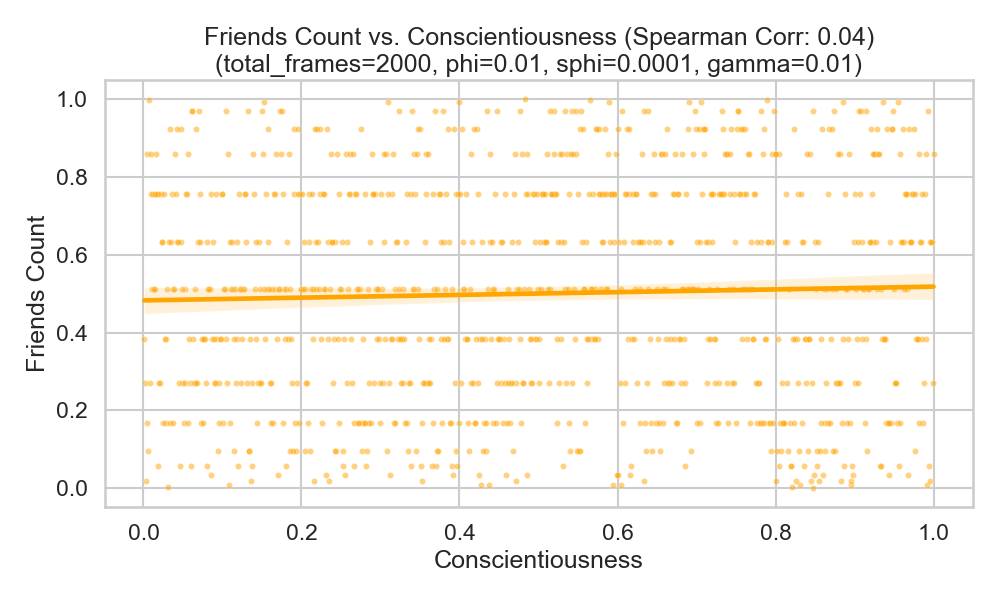 Friends Count vs. Conscientiousness (Spearman Corr: 0.04)
(total_frames=2000, phi=0.01, sphi=0.0001, gamma=0.01)
Friends Count
1.0
0.8
0.6
0.4
0.2
0.0
0.0 0.2 0.4 0.6 0.8 1.0
Conscientiousness